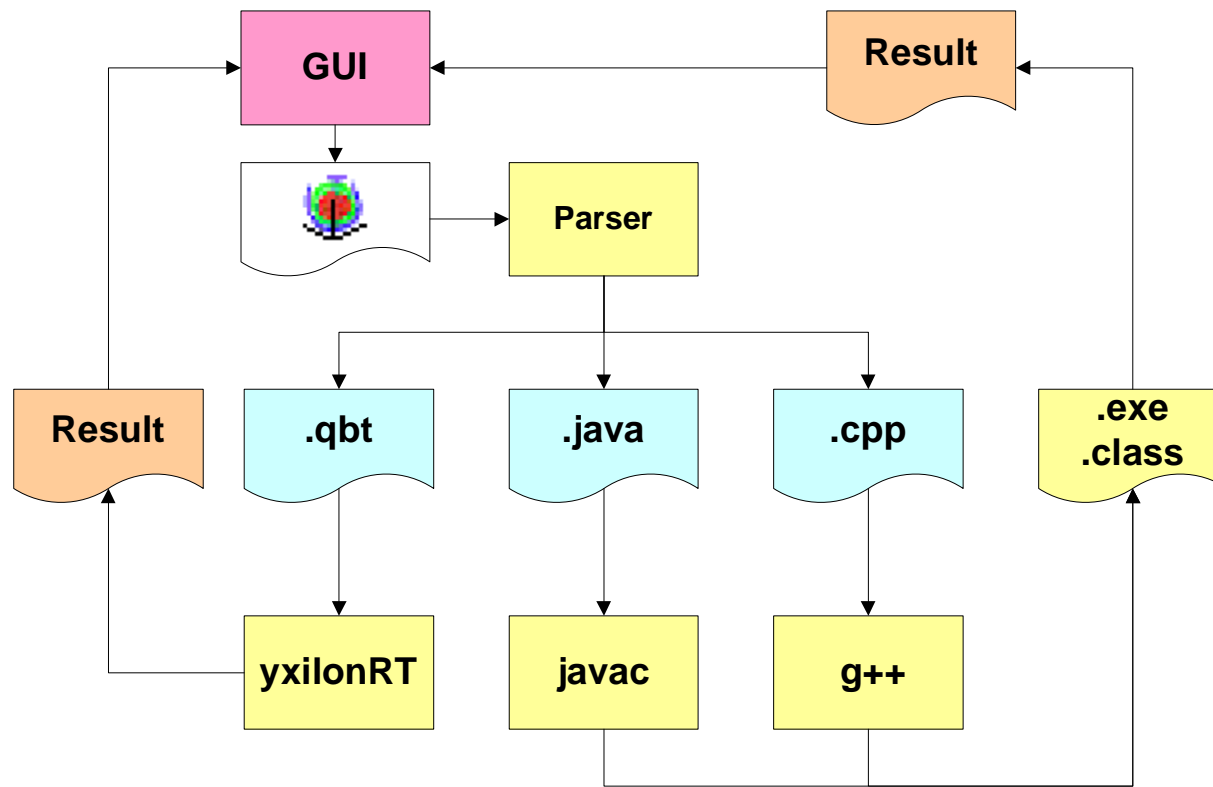 GUI
Result
Parser
Result
.qbt
.java
.cpp
.exe
.class
yxilonRT
javac
g++